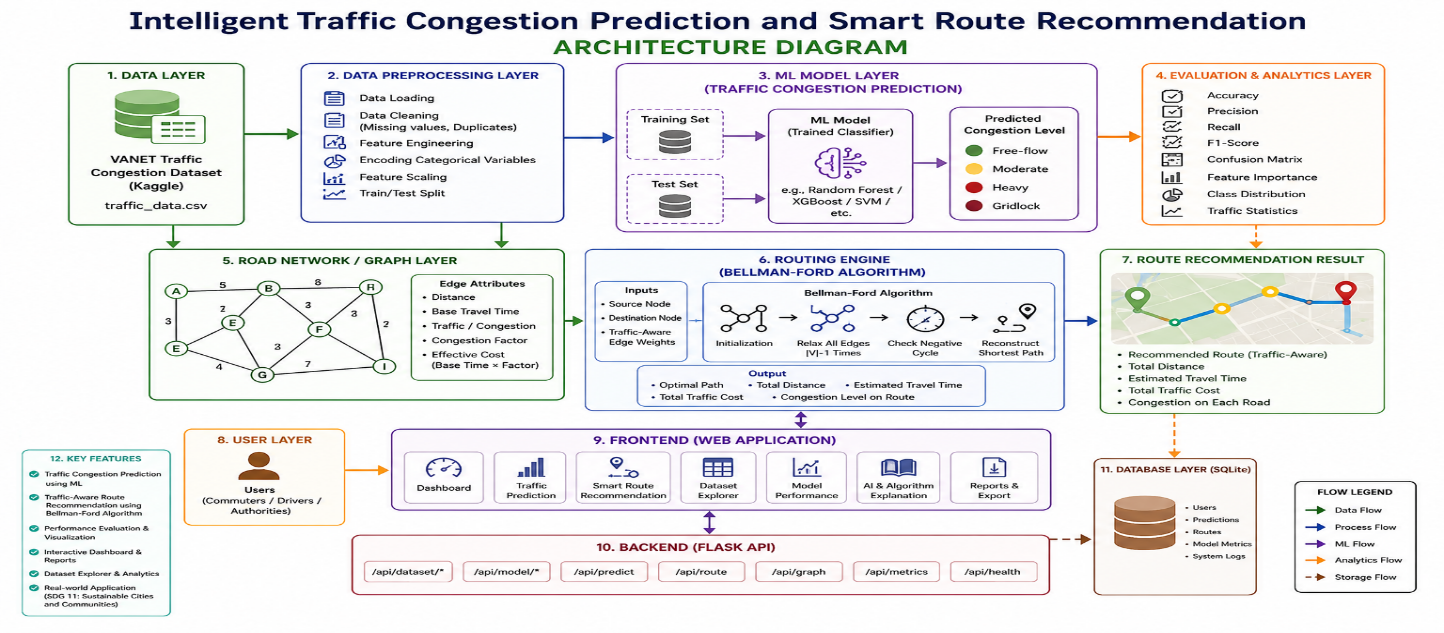 Intelligent Traffic Congestion Prediction and Smart Route Recommendation
ARCHITECTURE DIAGRAM
1. DATA LAYER
VANET Traffic
Congestion Dataset
(Kaggle)
traffic_data.csv
2. DATA PREPROCESSING LAYER
Data Loading
Data Cleaning
(Missing values, Duplicates)
Feature Engineering
Encoding Categorical Variables
Feature Scaling
Train/Test Split
3. ML MODEL LAYER
(TRAFFIC CONGESTION PREDICTION)
Training Set
Test Set
ML Model
(Trained Classifier)
e.g., Random Forest /
XGBoost / SVM /
etc.
Predicted
Congestion Level
Free-flow
Moderate
Heavy
Gridlock
4. EVALUATION & ANALYTICS LAYER
Accuracy
Precision
Recall
F1-Score
Confusion Matrix
Feature Importance
Class Distribution
Traffic Statistics
5. ROAD NETWORK / GRAPH LAYER
A
5
B
8
R
3
2
E
3
F
3
2
E
4
G
3
7
I
Edge Attributes
• Distance
• Base Travel Time
• Traffic / Congestion
• Congestion Factor
• Effective Cost
(Base Time × Factor)
6. ROUTING ENGINE
(BELLMAN-FORD ALGORITHM)
Inputs
• Source Node
• Destination Node
• Traffic-Aware
Edge Weights
Bellman-Ford Algorithm
Initialization
Relax All Edges
|V|-1 Times
Check Negative
Cycle
Reconstruct
Shortest Path
Output
• Optimal Path • Total Distance • Estimated Travel Time
• Total Traffic Cost • Congestion Level on Route
7. ROUTE RECOMMENDATION RESULT
• Recommended Route (Traffic-Aware)
• Total Distance
• Estimated Travel Time
• Total Traffic Cost
• Congestion on Each Road
8. USER LAYER
Users
(Commuters / Drivers /
Authorities)
9. FRONTEND (WEB APPLICATION)
Dashboard
Traffic
Prediction
Smart Route
Recommendation
Dataset
Explorer
Model
Performance
AI & Algorithm
Explanation
Reports &
Export
10. BACKEND (FLASK API)
/api/dataset/*
/api/model/*
/api/predict
/api/route
/api/graph
/api/metrics
/api/health
11. DATABASE LAYER (SQLite)
• Users
• Predictions
• Routes
• Model Metrics
• System Logs
12. KEY FEATURES
Traffic Congestion Prediction
using ML
Traffic-Aware Route
Recommendation using
Bellman-Ford Algorithm
Performance Evaluation &
Visualization
Interactive Dashboard &
Reports
Dataset Explorer & Analytics
Real-world Application
(SDG 11: Sustainable Cities
and Communities)
FLOW LEGEND
Data Flow
Process Flow
ML Flow
Analytics Flow
Storage Flow